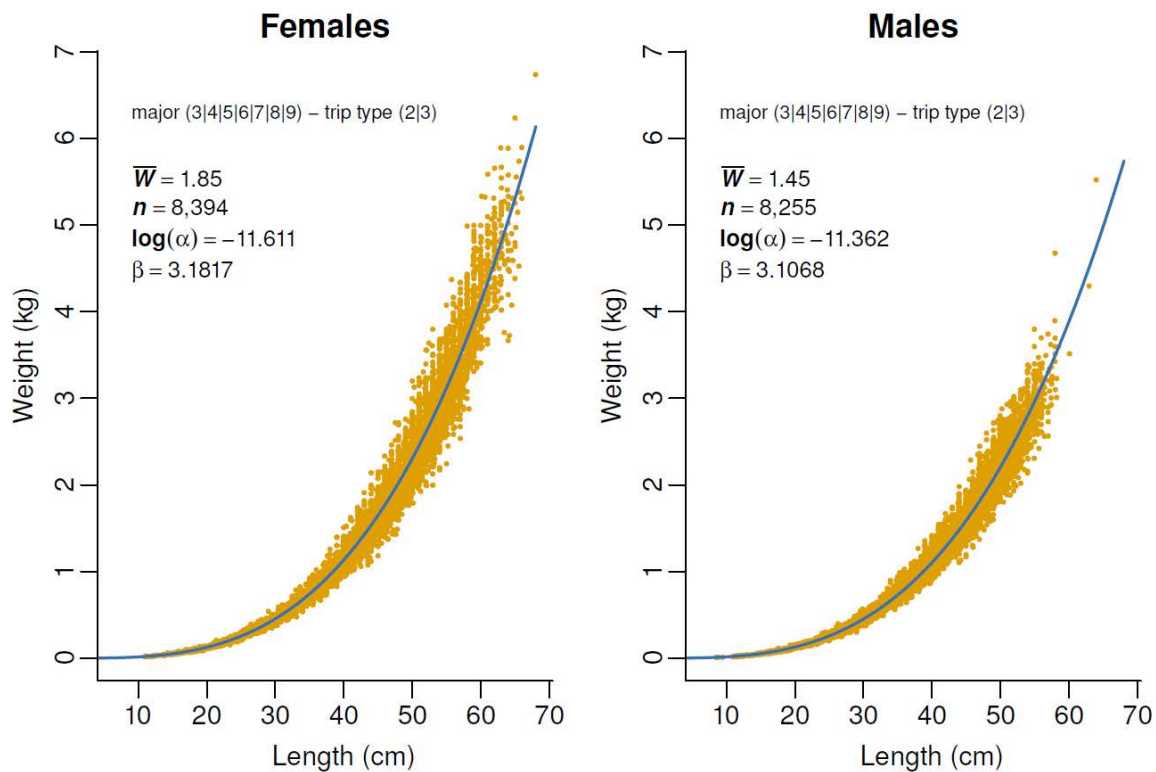 Females
major (3|4|5|6|7|8|9) – trip type (2|3)
W̅ = 1.85
n = 8,394
log(α) = −11.611
β = 3.1817
Weight (kg)
0 1 2 3 4 5 6 7
10 20 30 40 50 60 70
Length (cm)
Males
major (3|4|5|6|7|8|9) – trip type (2|3)
W̅ = 1.45
n = 8,255
log(α) = −11.362
β = 3.1068
Weight (kg)
0 1 2 3 4 5 6 7
10 20 30 40 50 60 70
Length (cm)